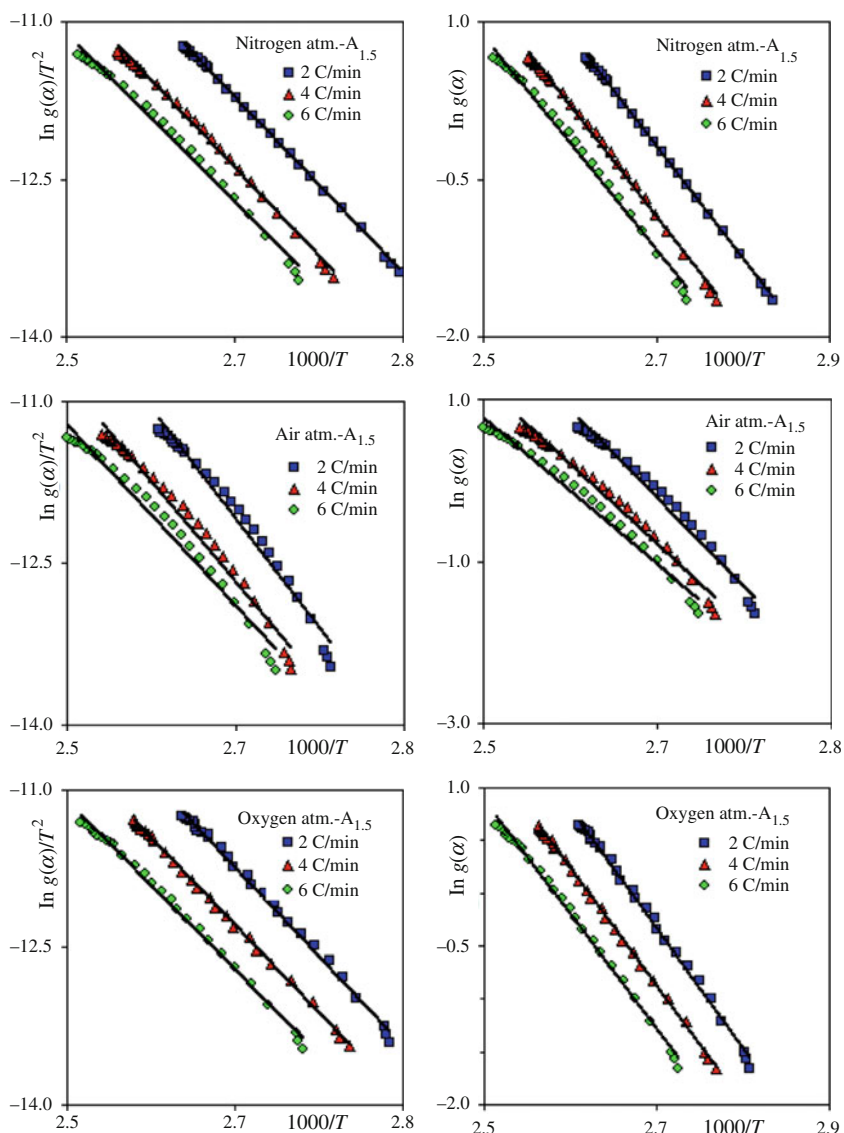 −11.0
Nitrogen atm.-A1.5
2 C/min
4 C/min
6 C/min
ln g(α)/T2
−12.5
−14.0
2.5
2.7
1000/T
2.8
1.0
Nitrogen atm.-A1.5
2 C/min
4 C/min
6 C/min
ln g(α)
−0.5
−2.0
2.5
2.7
1000/T
2.9
−11.0
Air atm.-A1.5
2 C/min
4 C/min
6 C/min
ln g(α)/T2
−12.5
−14.0
2.5
2.7
1000/T
2.8
1.0
Air atm.-A1.5
2 C/min
4 C/min
6 C/min
ln g(α)
−1.0
−3.0
2.5
2.7
1000/T
2.8
−11.0
Oxygen atm.-A1.5
2 C/min
4 C/min
6 C/min
ln g(α)/T2
−12.5
−14.0
2.5
2.7
1000/T
2.8
1.0
Oxygen atm.-A1.5
2 C/min
4 C/min
6 C/min
ln g(α)
−0.5
−2.0
2.5
2.7
1000/T
2.9